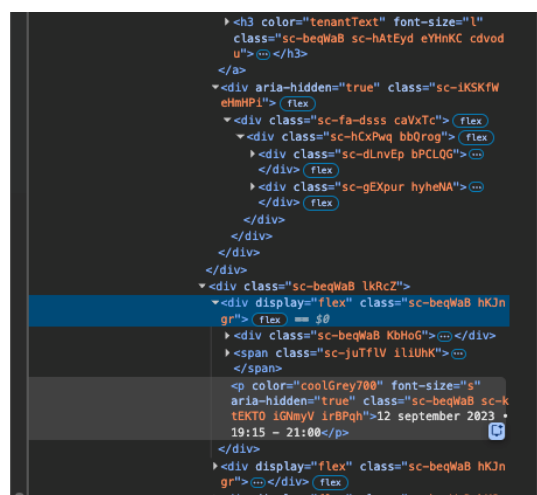 ▸<h3 color="tenantText" font-size="l"
class="sc-beqWaB sc-hAtEyd eYHnKC cdvod
u">⋯</h3>
</a>
▾<div aria-hidden="true" class="sc-iKSKfW
eHmHPi"> flex
▾<div class="sc-fa-dsss caVxTc"> flex
▾<div class="sc-hCxPwq bbQrog"> flex
▸<div class="sc-dLnvEp bPCLQG">⋯
</div> flex
▸<div class="sc-gEXpur hyheNA">⋯
</div> flex
</div>
</div>
</div>
</div>
▾<div class="sc-beqWaB lkRcZ">
▾<div display="flex" class="sc-beqWaB hKJn
gr"> flex == $0
▸<div class="sc-beqWaB KbHoG">⋯</div>
▸<span class="sc-juTflV iliUhK">⋯
</span>
<p color="coolGrey700" font-size="s"
aria-hidden="true" class="sc-beqWaB sc-k
tEKTO iGNmyV irBPqh">12 september 2023 •
19:15 – 21:00</p>
</div>
▸<div display="flex" class="sc-beqWaB hKJn
gr">⋯</div> flex